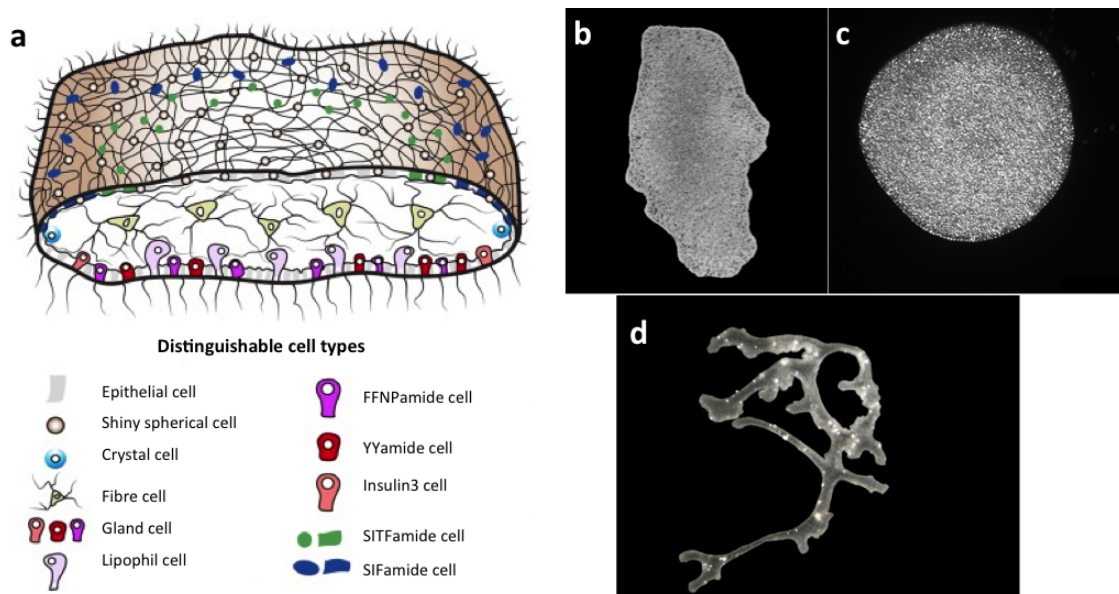 a
b
c
d
Distinguishable cell types
Epithelial cell
Shiny spherical cell
Crystal cell
Fibre cell
Gland cell
Lipophil cell
FFNPamide cell
YYamide cell
Insulin3 cell
SITFamide cell
SIFamide cell